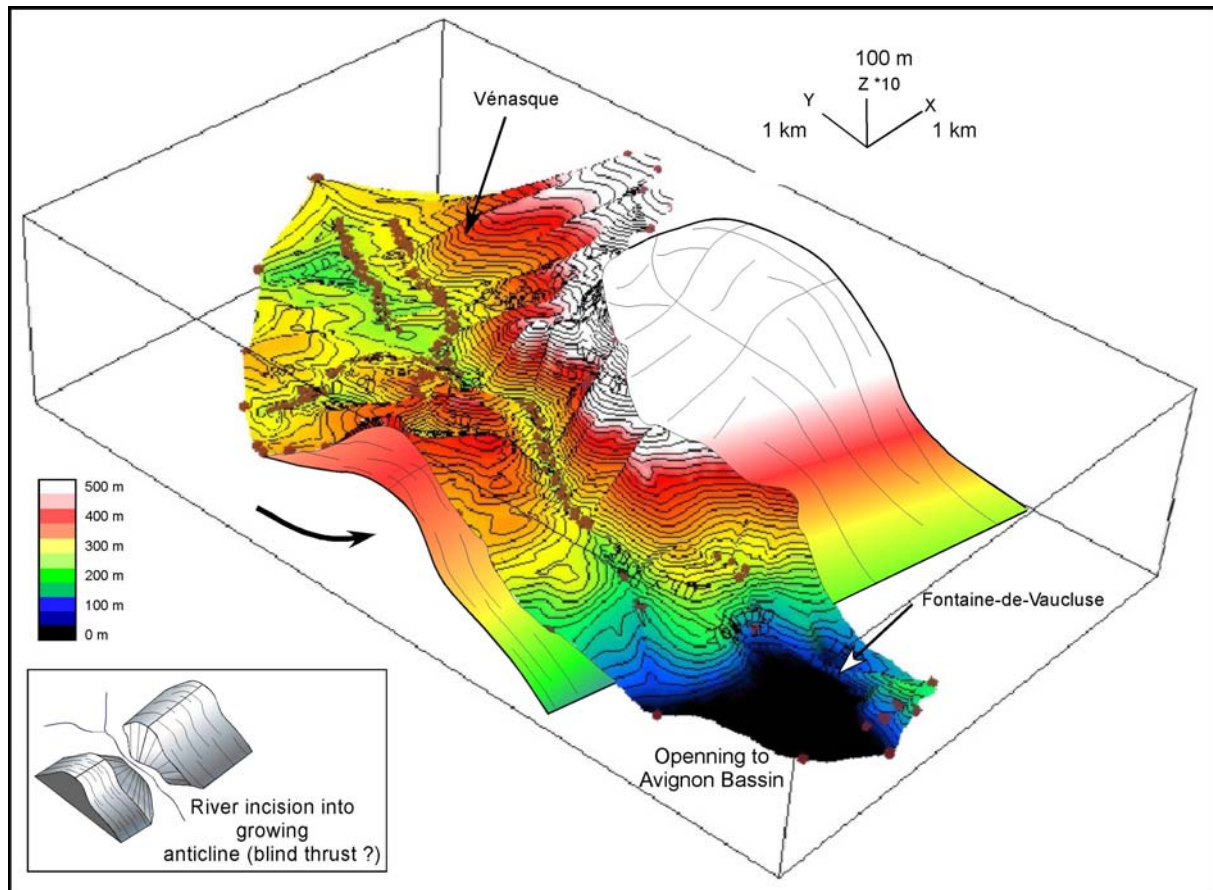 100 m
Z *10
Y
X
1 km
1 km
Vénasque
500 m
400 m
300 m
200 m
100 m
0 m
Fontaine-de-Vaucluse
Openning to
Avignon Bassin
River incision into
growing
anticline (blind thrust ?)